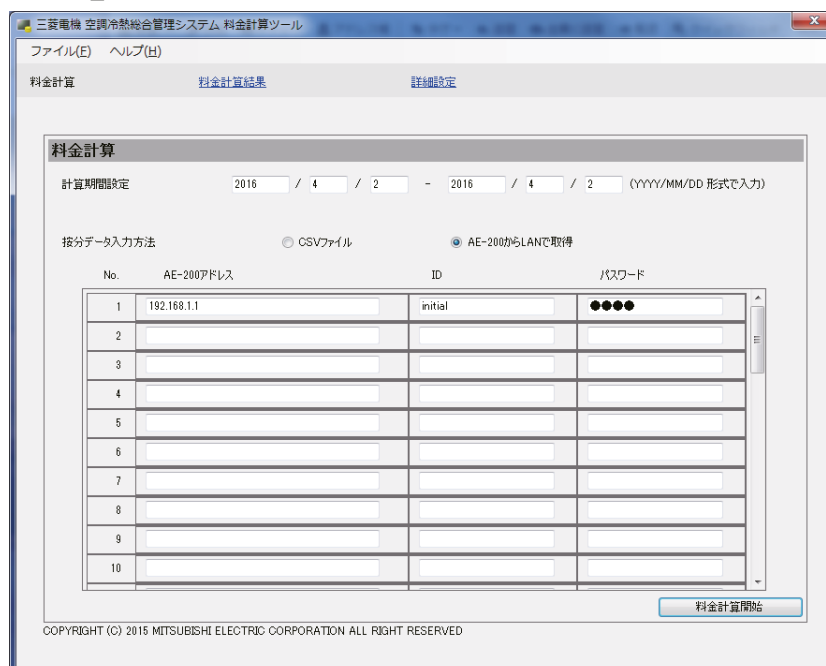 三菱電機 空調冷熱総合管理システム 料金計算ツール
ファイル(F) ヘルプ(H)
料金計算 料金計算結果 詳細設定
料金計算
計算期間設定 2016 / 4 / 2 - 2016 / 4 / 2 (YYYY/MM/DD 形式で入力)
按分データ入力方法 CSVファイル AE-200からLANで取得
No. AE-200アドレス ID パスワード
1 192.168.1.1 initial ●●●●
2
3
4
5
6
7
8
9
10
料金計算開始
COPYRIGHT (C) 2015 MITSUBISHI ELECTRIC CORPORATION ALL RIGHT RESERVED